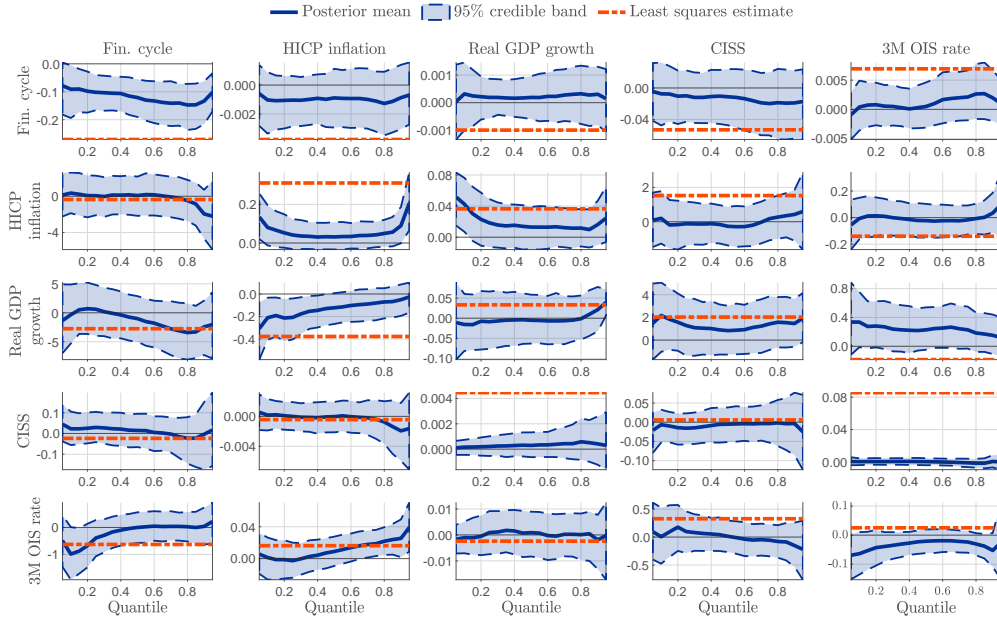 Posterior mean 95% credible band Least squares estimate
Fin. cycle HICP inflation Real GDP growth CISS 3M OIS rate
Fin. cycle
0.0 -0.1 -0.2
-0.000 -0.002
0.001 0.000 -0.001
0.00 -0.04
0.005 0.000 -0.005
0.2 0.4 0.6 0.8 0.2 0.4 0.6 0.8 0.2 0.4 0.6 0.8 0.2 0.4 0.6 0.8 0.2 0.4 0.6 0.8
HICP
inflation
0 -4
0.2 0.0
0.08 0.04 0.00
2 0
0.2 0.0 -0.2
0.2 0.4 0.6 0.8 0.2 0.4 0.6 0.8 0.2 0.4 0.6 0.8 0.2 0.4 0.6 0.8 0.2 0.4 0.6 0.8
Real GDP
growth
5 0 -5
-0.0 -0.4
0.05 0.00 -0.05 -0.10
4 2 0
0.8 0.4 0.0
0.2 0.4 0.6 0.8 0.2 0.4 0.6 0.8 0.2 0.4 0.6 0.8 0.2 0.4 0.6 0.8 0.2 0.4 0.6 0.8
CISS
0.1 0.0 0.1
0.000 -0.004
0.004 0.002 0.000
0.05 -0.00 -0.05 -0.10
0.08 0.04 0.00
0.2 0.4 0.6 0.8 0.2 0.4 0.6 0.8 0.2 0.4 0.6 0.8 0.2 0.4 0.6 0.8 0.2 0.4 0.6 0.8
3M OIS rate
0 -1
0.04 0.00
0.01 0.00 -0.01
0.5 0.0 -0.5
0.1 0.0 -0.1
0.2 0.4 0.6 0.8 0.2 0.4 0.6 0.8 0.2 0.4 0.6 0.8 0.2 0.4 0.6 0.8 0.2 0.4 0.6 0.8
Quantile Quantile Quantile Quantile Quantile